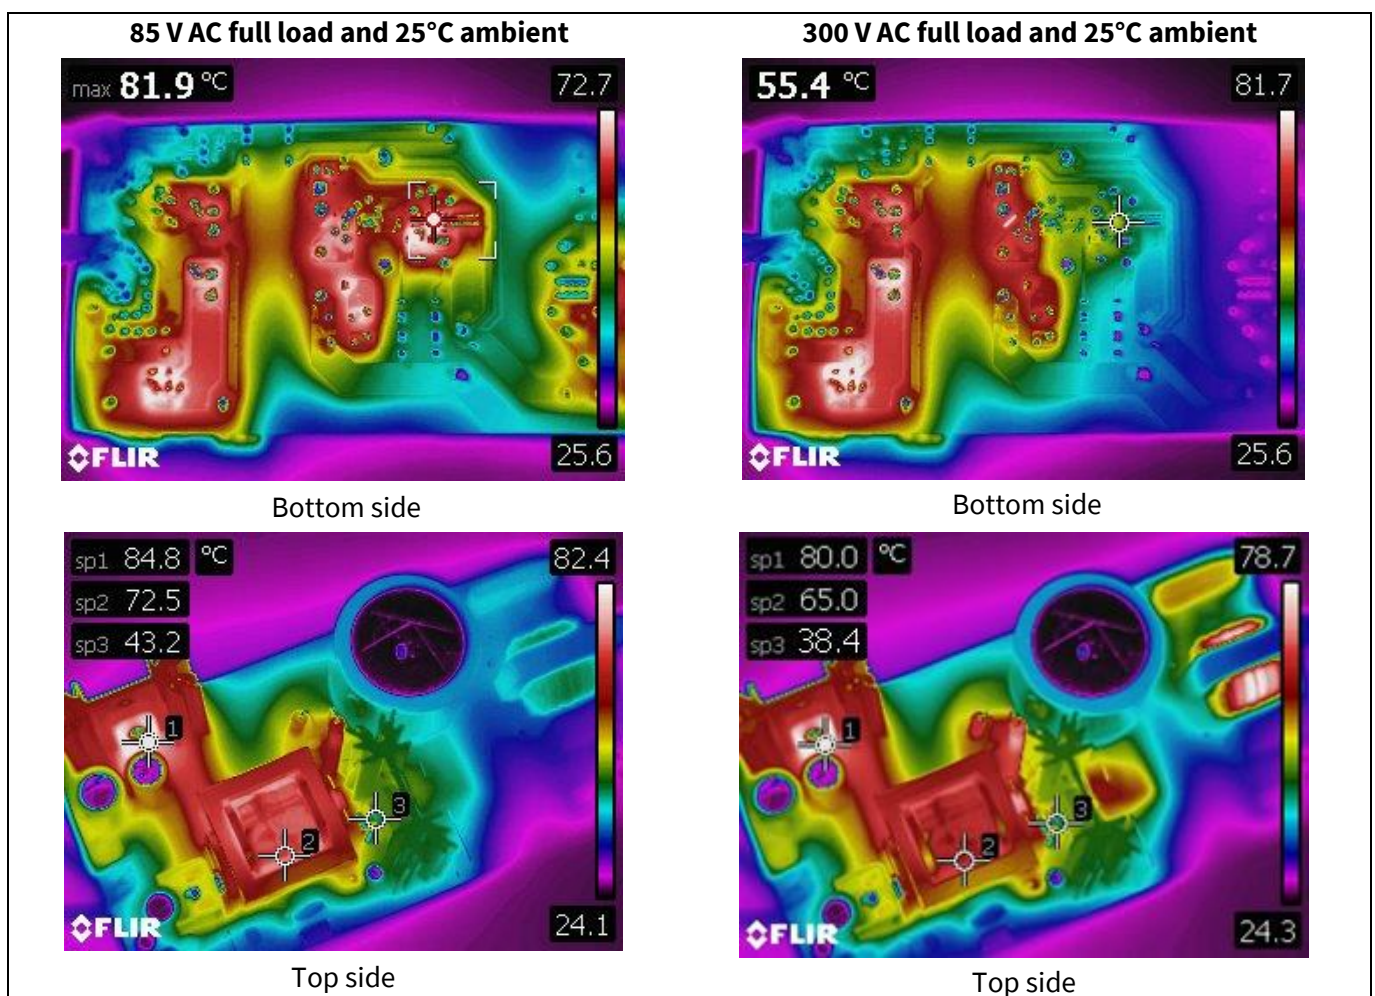 85 V AC full load and 25°C ambient
300 V AC full load and 25°C ambient
max 81.9 °C
72.7
55.4 °C
81.7
25.6
FLIR
25.6
FLIR
Bottom side
Bottom side
sp1 84.8 °C
82.4
sp2 72.5
sp3 43.2
sp1 80.0 °C
78.7
sp2 65.0
sp3 38.4
1
2
3
1
2
3
24.1
FLIR
24.3
FLIR
Top side
Top side